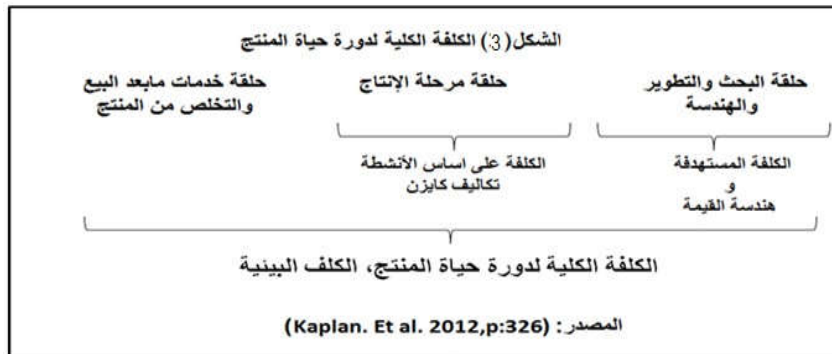 الشكل(3) الكلفة الكلية لدورة حياة المنتج
حلقة البحث والتطوير
والهندسة
حلقة مرحلة الإنتاج
حلقة خدمات مابعد البيع
والتخلص من المنتج
الكلفة المستهدفة
و
هندسة القيمة
الكلفة على اساس الأنشطة
تكاليف كايزن
الكلفة الكلية لدورة حياة المنتج، الكلف البيئية
المصدر: (Kaplan. Et al. 2012,p:326)